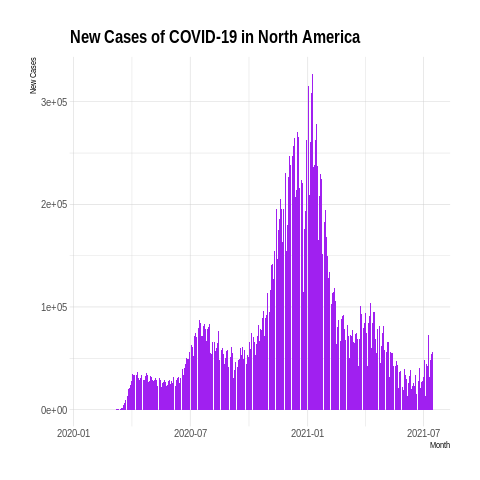 New Cases of COVID-19 in North America
New Cases
3e+05
2e+05
1e+05
0e+00
2020-01 2020-07 2021-01 2021-07
Month